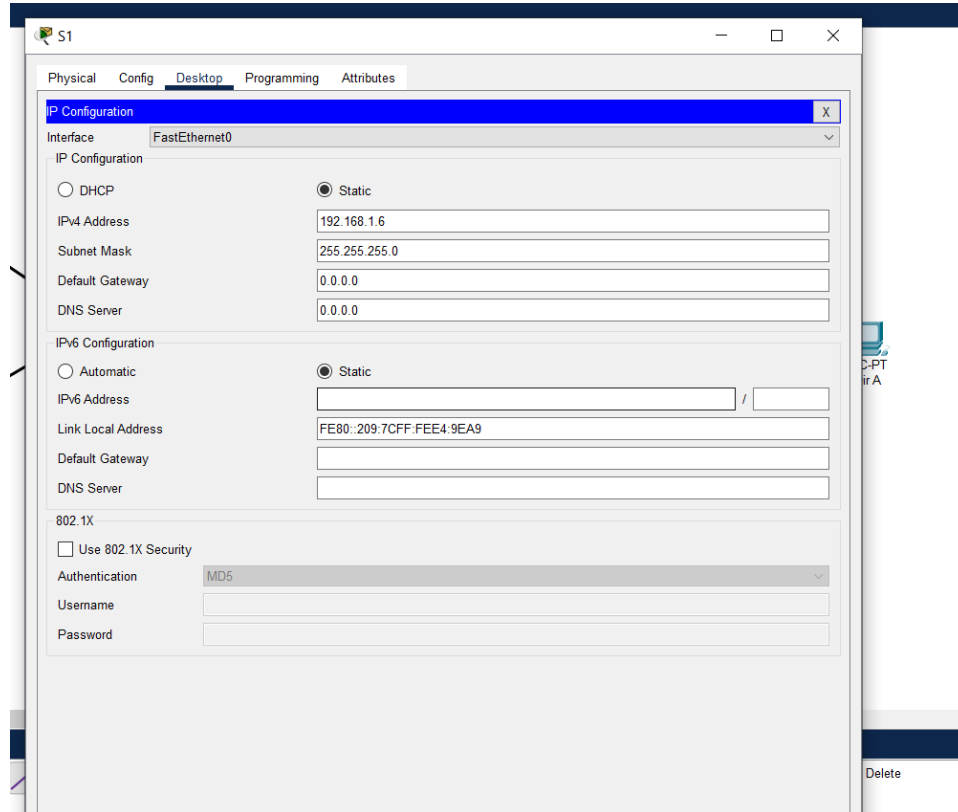 S1
Physical Config Desktop Programming Attributes
IP Configuration X
Interface FastEthernet0
IP Configuration
DHCP Static
IPv4 Address 192.168.1.6
Subnet Mask 255.255.255.0
Default Gateway 0.0.0.0
DNS Server 0.0.0.0
IPv6 Configuration
Automatic Static
IPv6 Address /
Link Local Address FE80::209:7CFF:FEE4:9EA9
Default Gateway
DNS Server
802.1X
Use 802.1X Security
Authentication MD5
Username
Password
C-PT
ir A
Delete